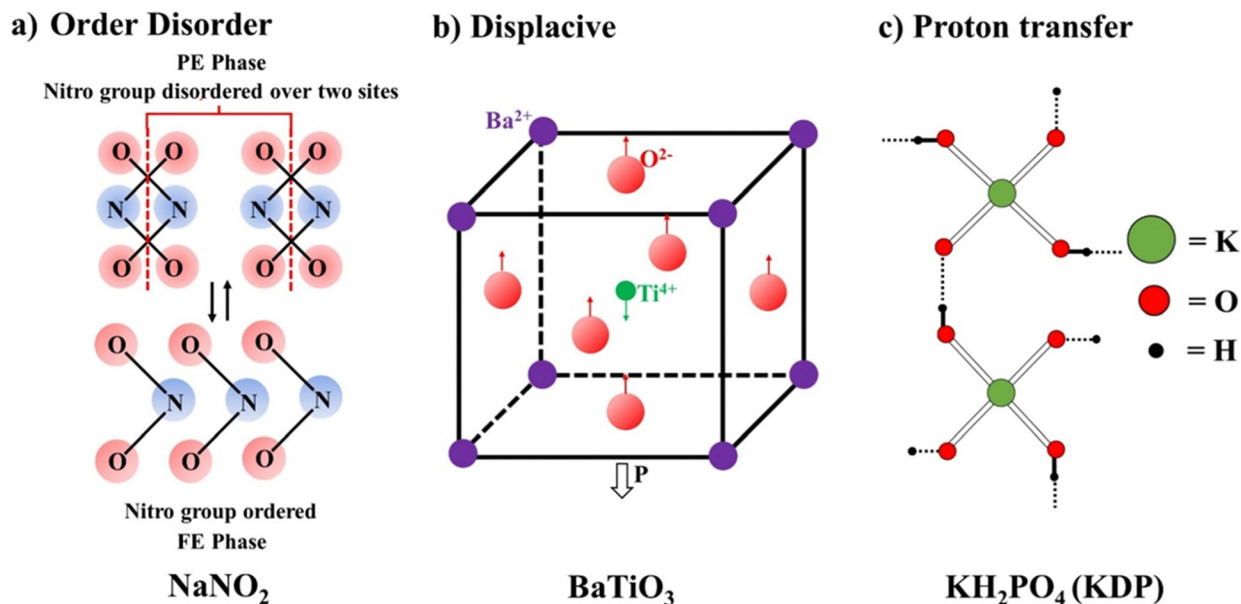 a) Order Disorder
PE Phase
Nitro group disordered over two sites
O O O O
N N N N
O O O O
O O O
N N N
O O O
Nitro group ordered
FE Phase
NaNO₂
b) Displacive
Ba²⁺
O²⁻
Ti⁴⁺
P
BaTiO₃
c) Proton transfer
= K
= O
= H
KH₂PO₄ (KDP)